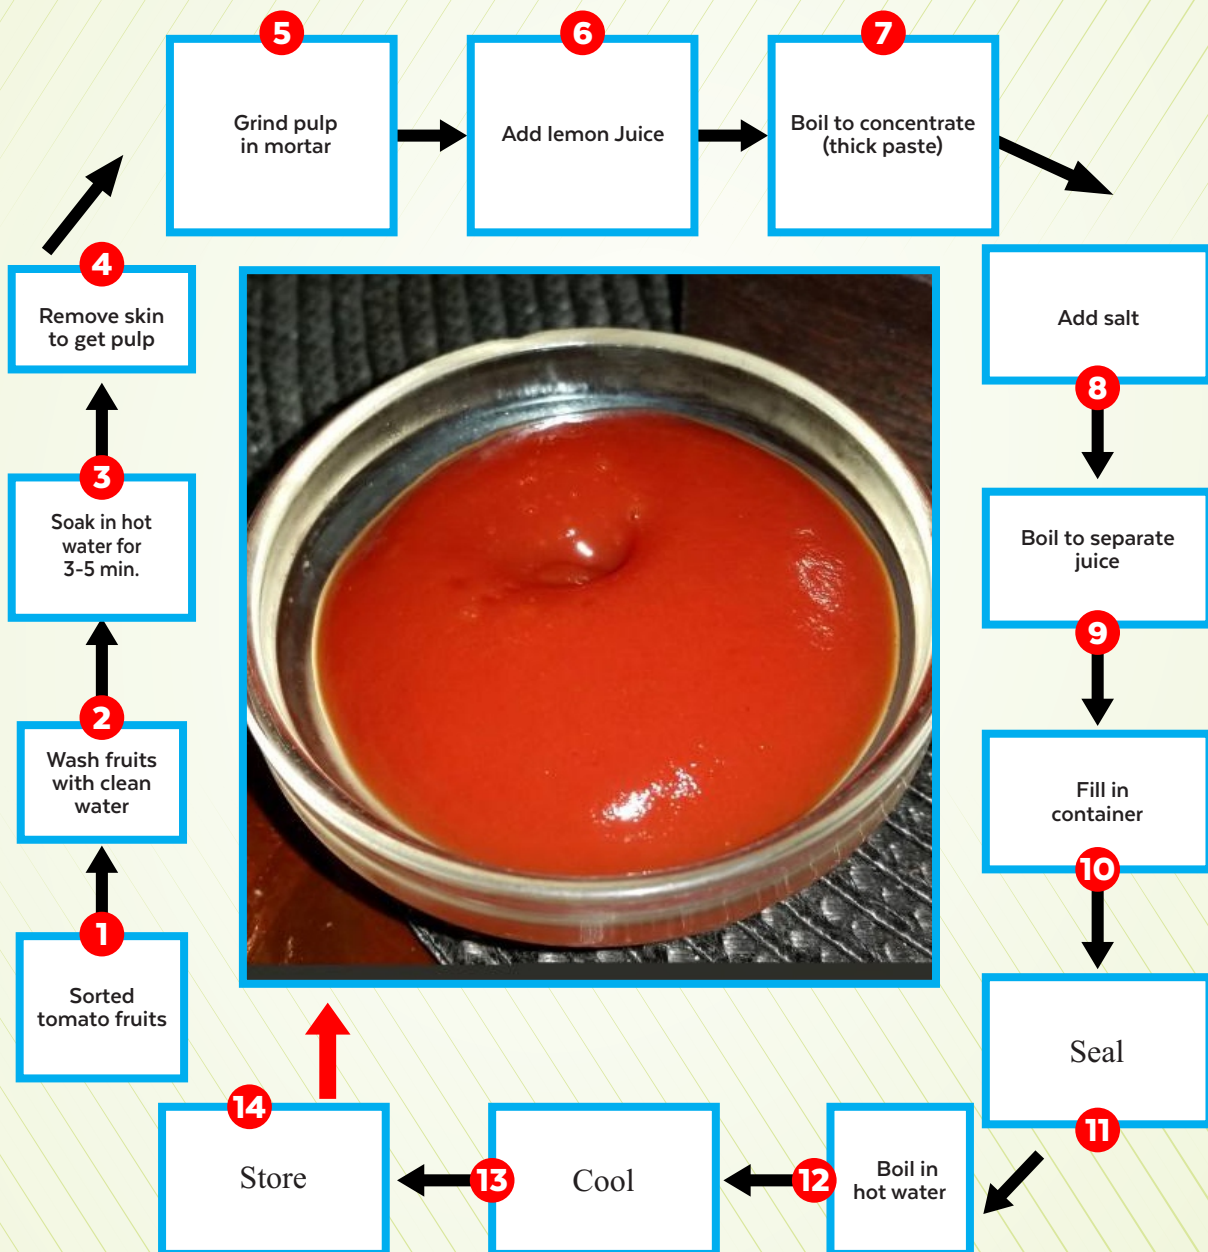 1
Sorted
tomato fruits
2
Wash fruits
with clean
water
3
Soak in hot
water for
3-5 min.
4
Remove skin
to get pulp
5
Grind pulp
in mortar
6
Add lemon Juice
7
Boil to concentrate
(thick paste)
Add salt
8
Boil to separate
juice
9
Fill in
container
10
Seal
11
Boil in
hot water
12
Cool
13
14
Store